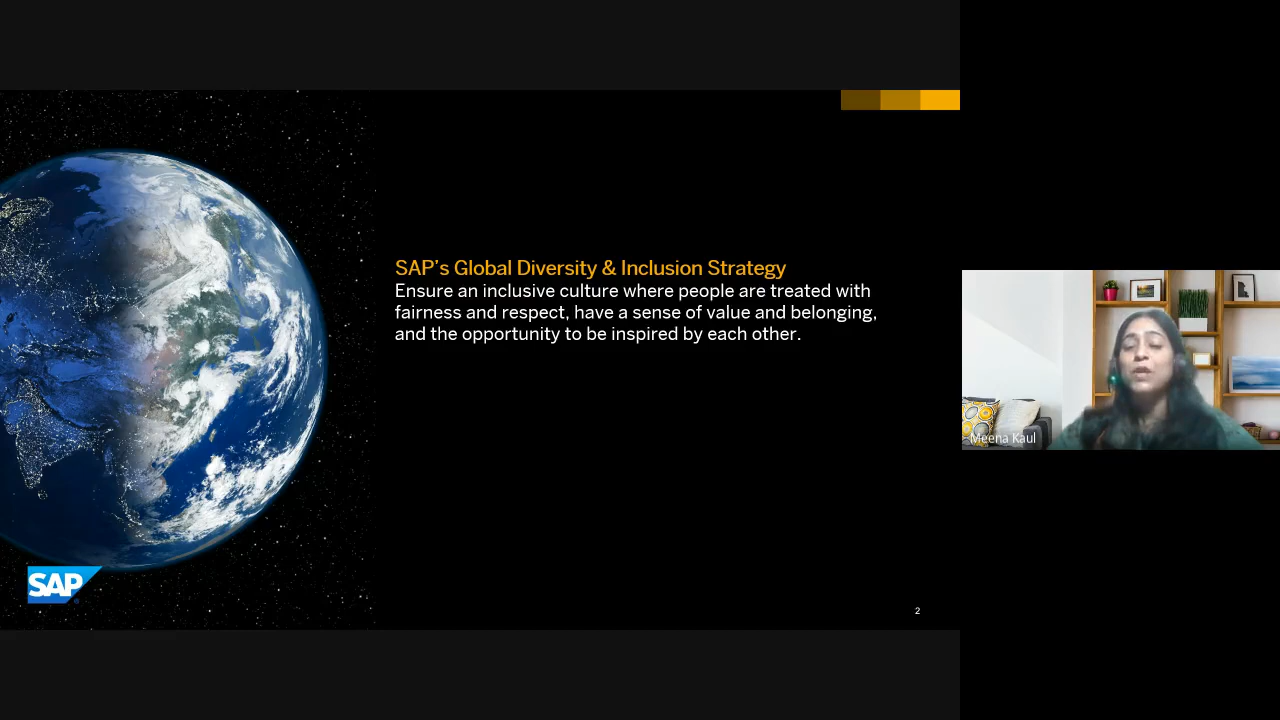 SAP's Global Diversity & Inclusion Strategy
Ensure an inclusive culture where people are treated with
fairness and respect, have a sense of value and belonging,
and the opportunity to be inspired by each other.
Meena Kaul
SAP
2